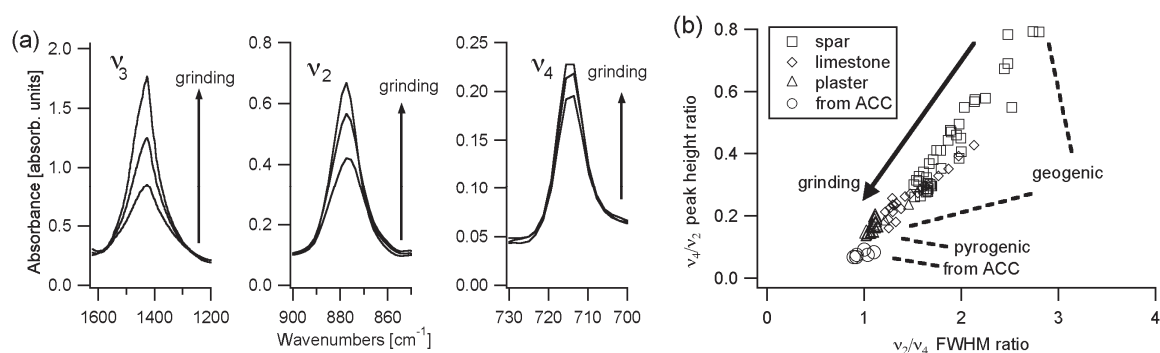 (a)
Absorbance [absorb. units]
2.0
1.5
1.0
0.5
0.0
ν3
grinding
1600 1400 1200
0.8
0.6
0.4
0.2
0.0
ν2
grinding
900 880 860
Wavenumbers [cm-1]
0.25
0.20
0.15
0.10
0.05
0.00
ν4
grinding
730 720 710 700
(b)
ν4/ν2 peak height ratio
0.8
0.6
0.4
0.2
0.0
spar
limestone
plaster
from ACC
grinding
geogenic
pyrogenic
from ACC
0 1 2 3 4
ν2/ν4 FWHM ratio